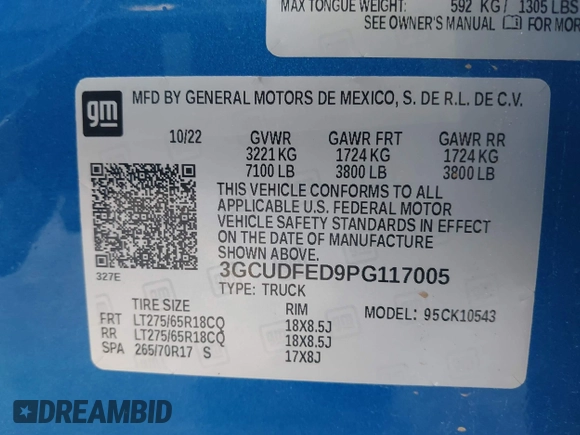 MAX TONGUE WEIGHT: 592 KG / 1305 LBS
SEE OWNER'S MANUAL FOR MOR
gm
MFD BY GENERAL MOTORS DE MEXICO, S. DE R.L. DE C.V.
10/22 GVWR GAWR FRT GAWR RR
3221 KG 1724 KG 1724 KG
7100 LB 3800 LB 3800 LB
THIS VEHICLE CONFORMS TO ALL
APPLICABLE U.S. FEDERAL MOTOR
VEHICLE SAFETY STANDARDS IN EFFECT
ON THE DATE OF MANUFACTURE
SHOWN ABOVE.
327E
3GCUDFED9PG117005
TYPE: TRUCK
TIRE SIZE RIM MODEL: 95CK10543
FRT LT275/65R18CQ 18X8.5J
RR LT275/65R18CQ 18X8.5J
SPA 265/70R17 S 17X8J
DREAMBID